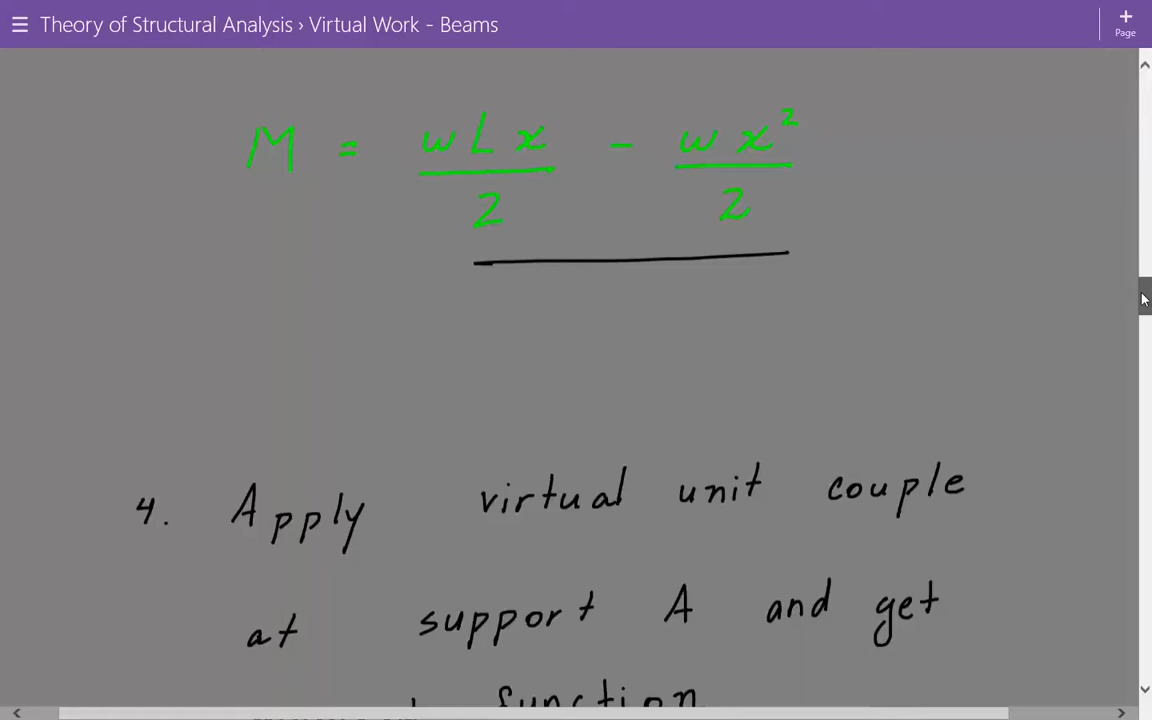 Theory of Structural Analysis › Virtual Work - Beams
Page
M = wLx/2 - wx²/2
4. Apply virtual unit couple
at support A and get
function